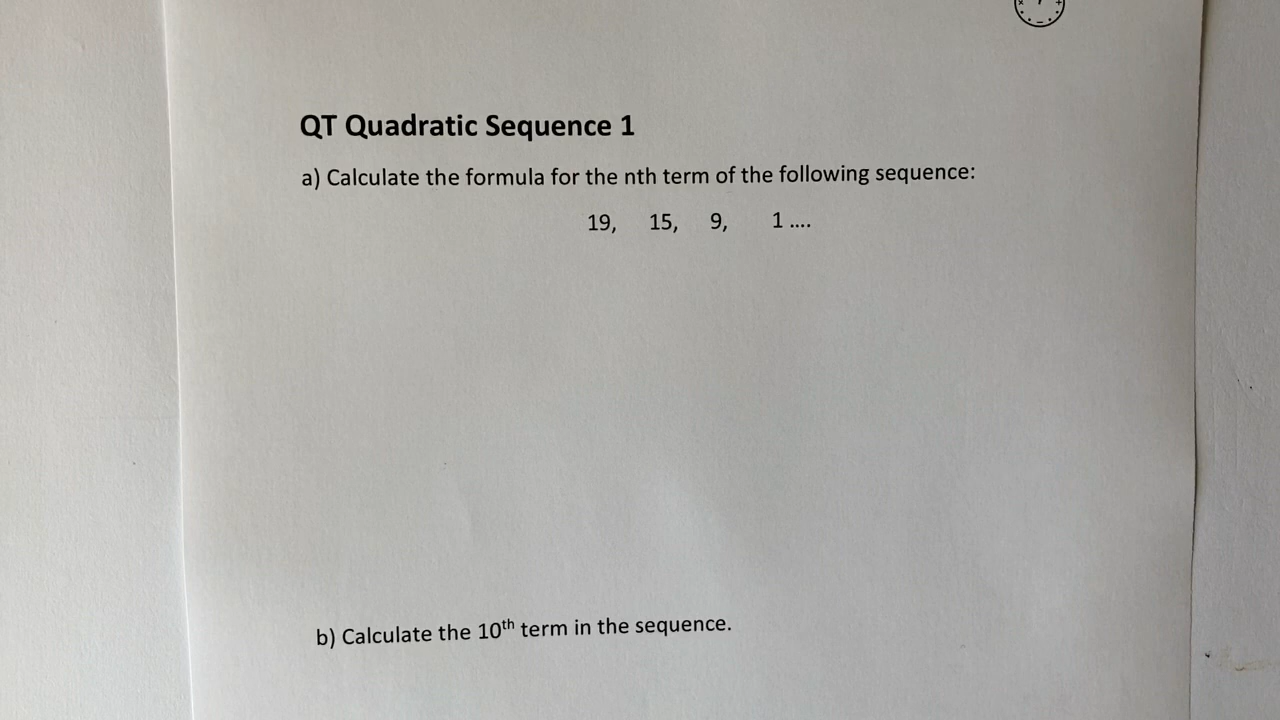 QT Quadratic Sequence 1
a) Calculate the formula for the nth term of the following sequence:
19, 15, 9, 1 ....
b) Calculate the 10th term in the sequence.